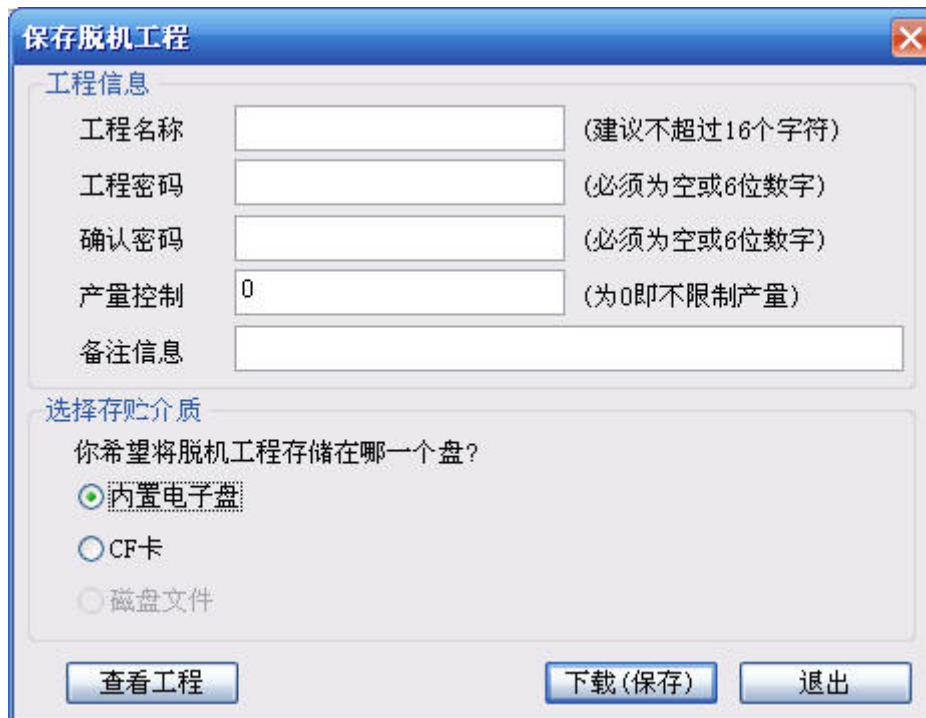 保存脱机工程
工程信息
工程名称 (建议不超过16个字符)
工程密码 (必须为空或6位数字)
确认密码 (必须为空或6位数字)
产量控制 0 (为0即不限制产量)
备注信息
选择存贮介质
你希望将脱机工程存储在哪一个盘?
内置电子盘
CF卡
磁盘文件
查看工程 下载(保存) 退出